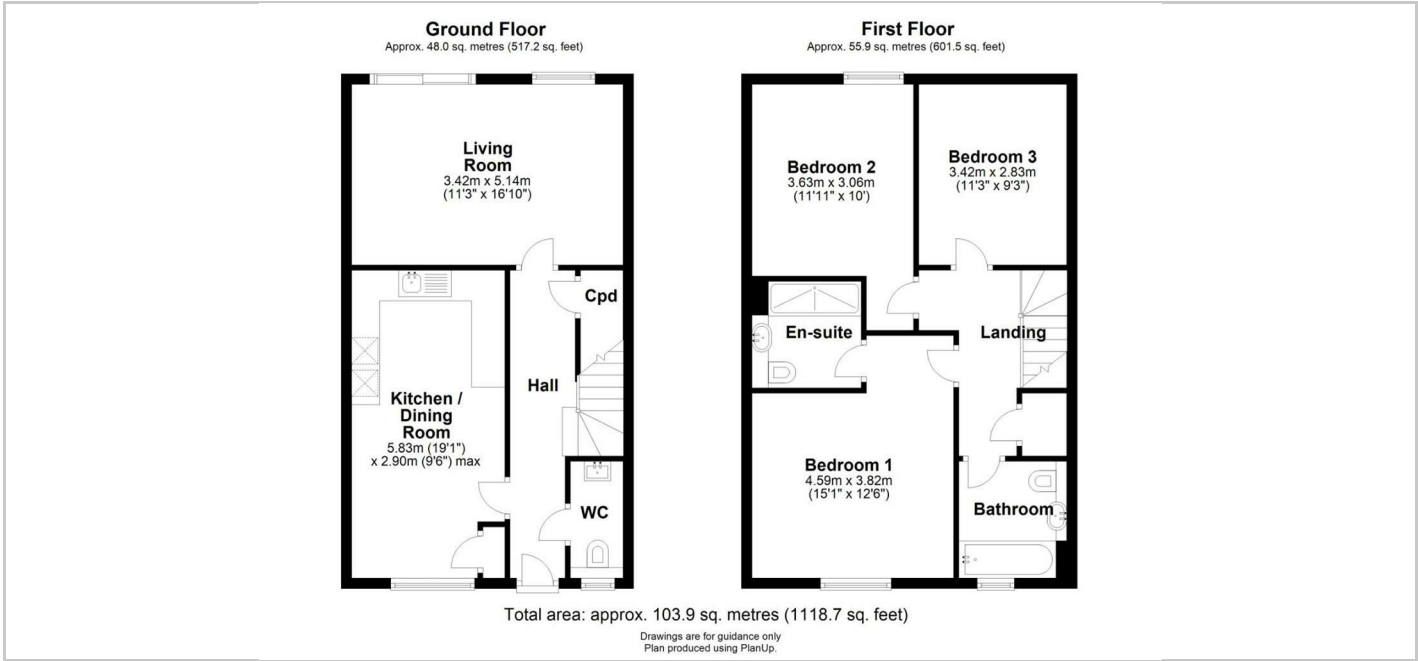 Ground Floor
Approx. 48.0 sq. metres (517.2 sq. feet)
Living
Room
3.42m x 5.14m
(11'3" x 16'10")
Cpd
Hall
Kitchen /
Dining
Room
5.83m (19'1")
x 2.90m (9'6") max
WC
First Floor
Approx. 55.9 sq. metres (601.5 sq. feet)
Bedroom 2
3.63m x 3.06m
(11'11" x 10')
Bedroom 3
3.42m x 2.83m
(11'3" x 9'3")
En-suite
Landing
Bedroom 1
4.59m x 3.82m
(15'1" x 12'6")
Bathroom
Total area: approx. 103.9 sq. metres (1118.7 sq. feet)
Drawings are for guidance only
Plan produced using PlanUp.